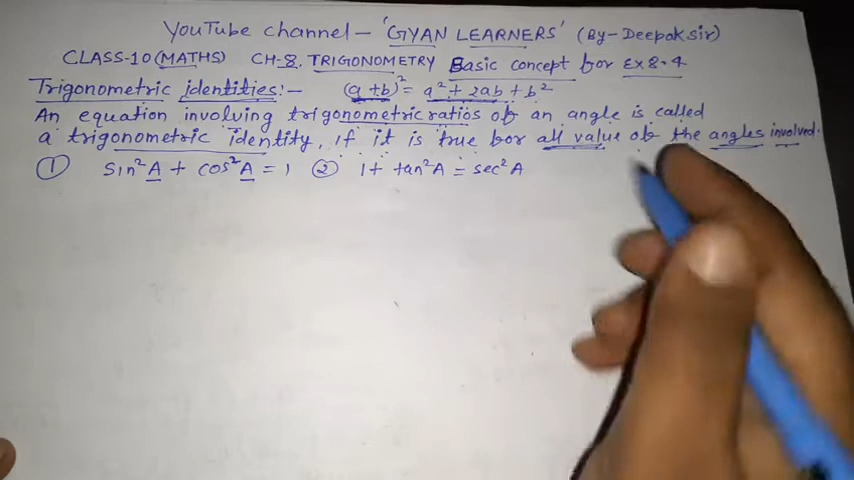 YouTube channel - 'GYAN LEARNERS' (By-Deepak sir)
CLASS-10 (MATHS) CH-8. TRIGONOMETRY Basic concept for Ex 8.4
Trigonometric identities:- (a+b)² = a² + 2ab + b²
An equation involving trigonometric ratios of an angle is called
a trigonometric identity, if it is true for all value of the angles involved.
① sin²A + cos²A = 1 ② 1 + tan²A = sec²A